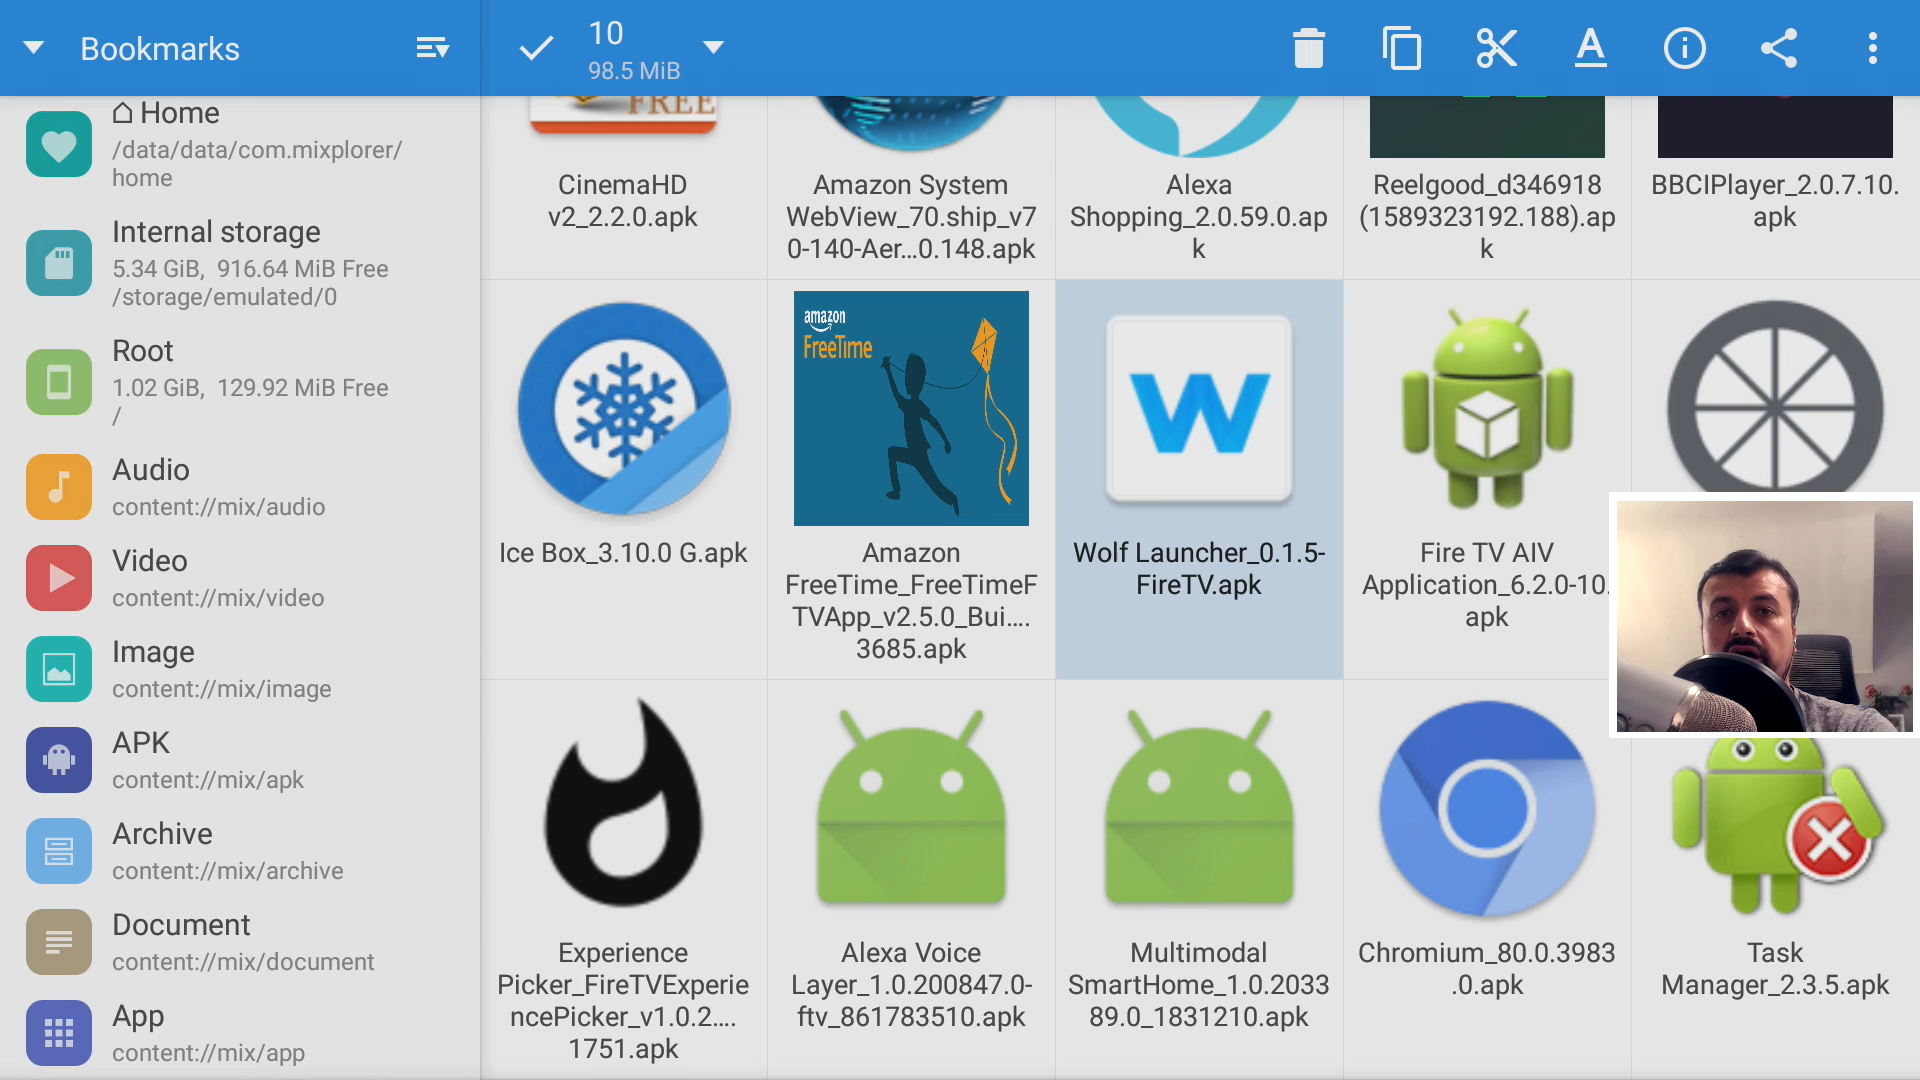 Bookmarks
10
98.5 MiB
A
Home
/data/data/com.mixplorer/
home
Internal storage
5.34 GiB, 916.64 MiB Free
/storage/emulated/0
Root
1.02 GiB, 129.92 MiB Free
/
Audio
content://mix/audio
Video
content://mix/video
Image
content://mix/image
APK
content://mix/apk
Archive
content://mix/archive
Document
content://mix/document
App
content://mix/app
FREE
CinemaHD
v2_2.2.0.apk
Amazon System
WebView_70.ship_v7
0-140-Aer...0.148.apk
Alexa
Shopping_2.0.59.0.ap
k
Reelgood_d346918
(1589323192.188).ap
k
BBCIPlayer_2.0.7.10.
apk
Ice Box_3.10.0 G.apk
amazon
FreeTime
Amazon
FreeTime_FreeTimeF
TVApp_v2.5.0_Bui....
3685.apk
W
Wolf Launcher_0.1.5-
FireTV.apk
Fire TV AIV
Application_6.2.0-10.
apk
Experience
Picker_FireTVExperie
ncePicker_v1.0.2....
1751.apk
Alexa Voice
Layer_1.0.200847.0-
ftv_861783510.apk
Multimodal
SmartHome_1.0.2033
89.0_1831210.apk
Chromium_80.0.3983
.0.apk
Task
Manager_2.3.5.apk